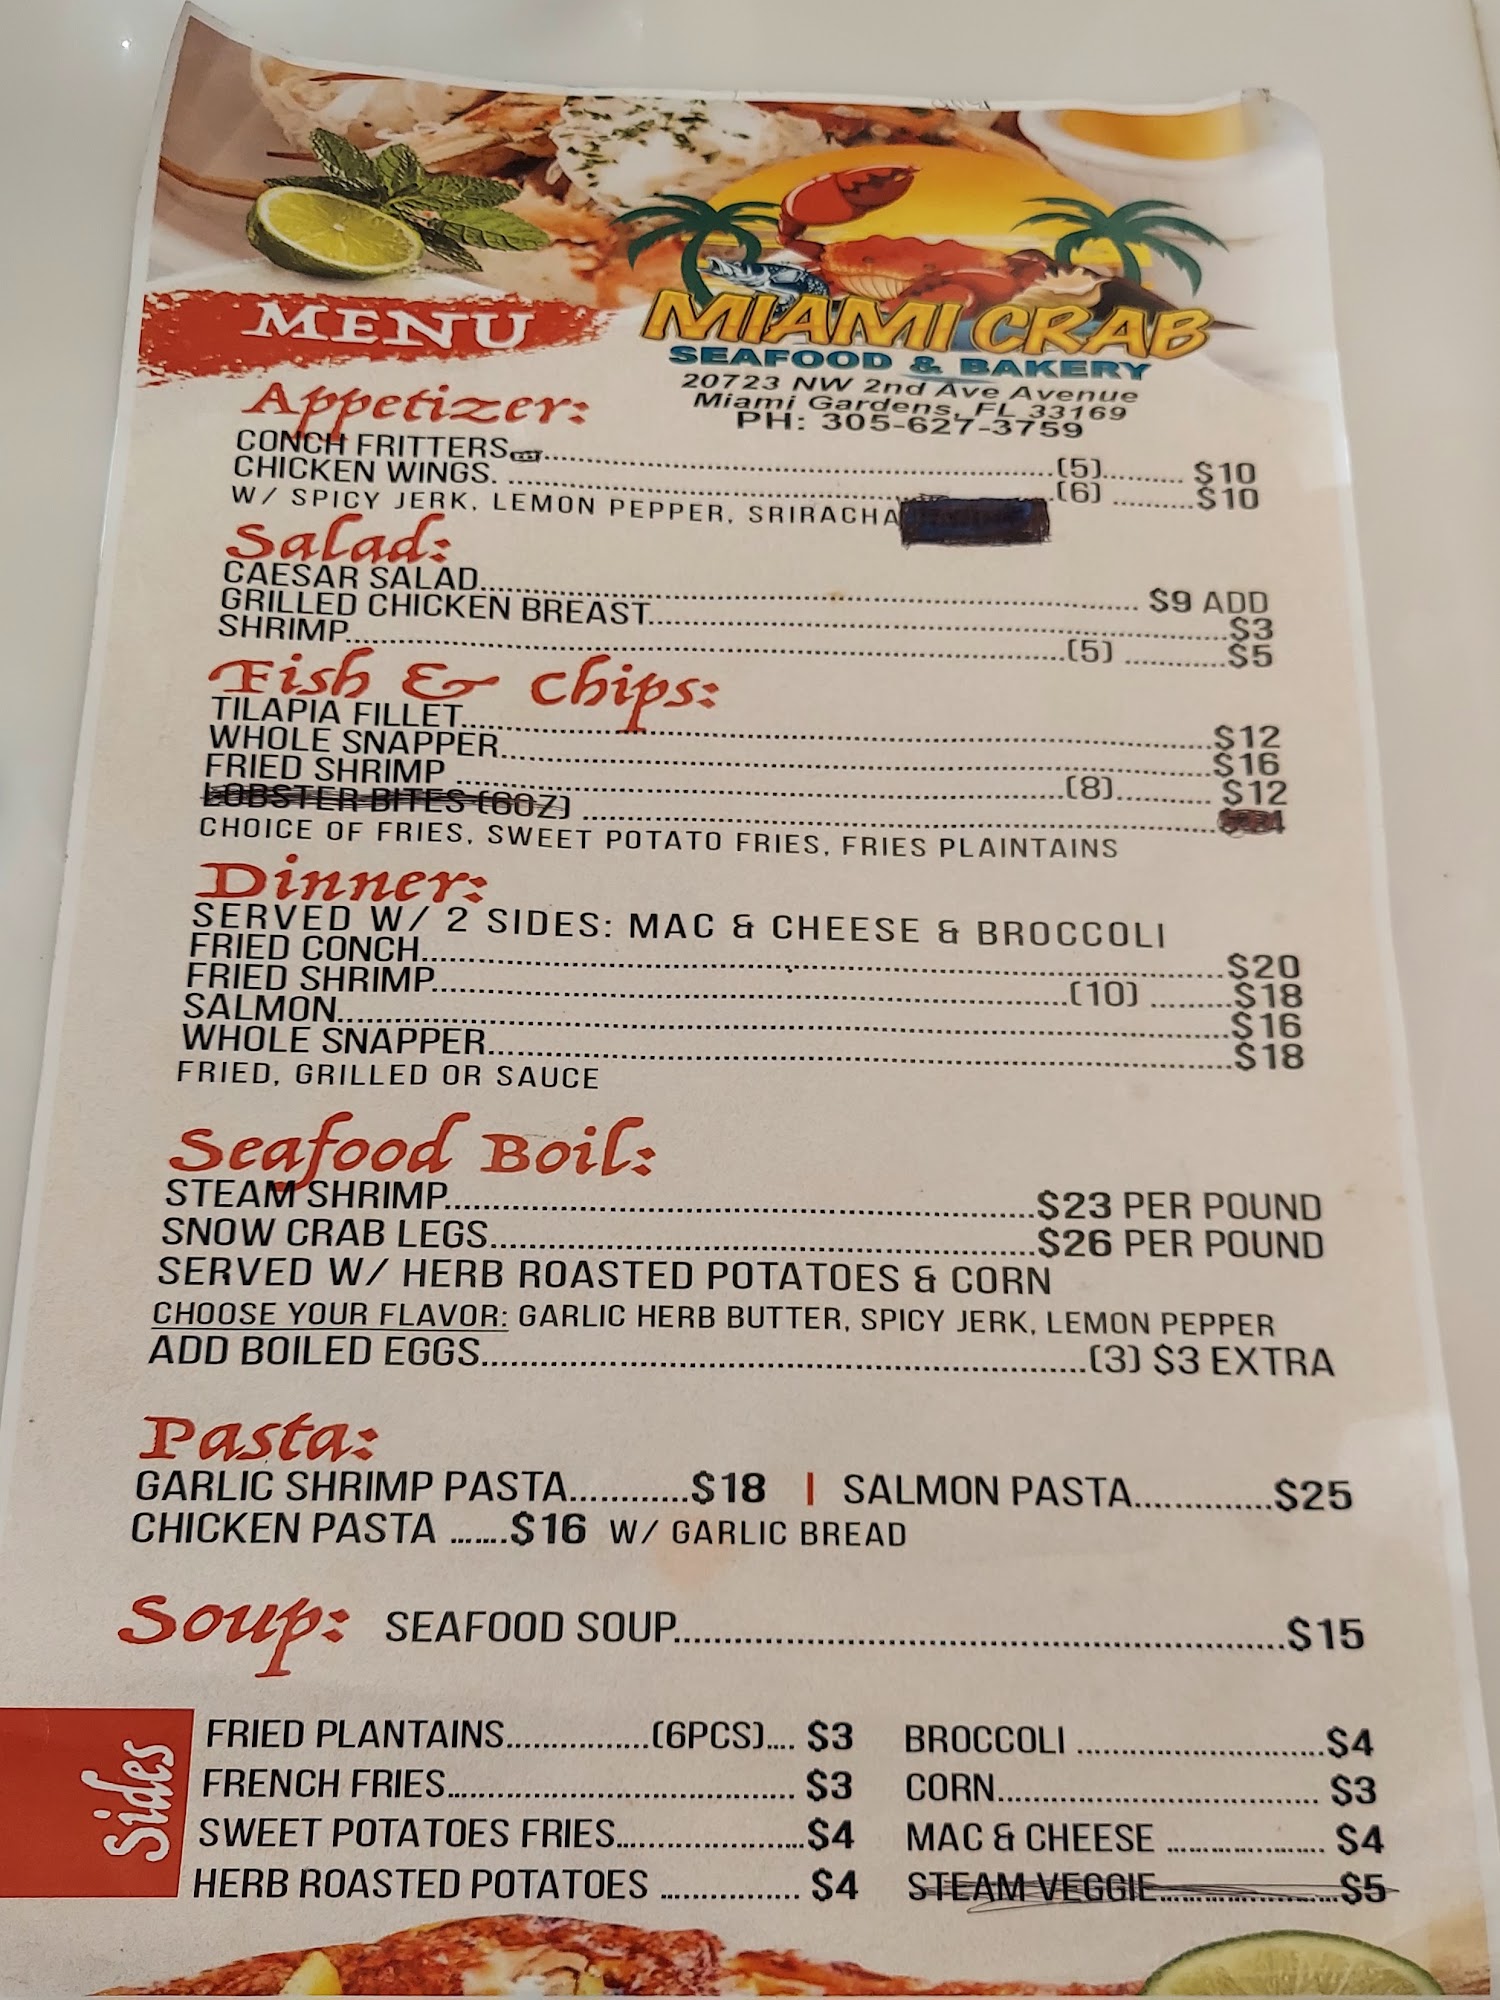 MENU
MIAMI CRAB
SEAFOOD & BAKERY
20723 NW 2nd Ave Avenue
Miami Gardens, FL 33169
PH: 305-627-3759
Appetizer:
CONCH FRITTERS..........(5)..........$10
CHICKEN WINGS...........(6)..........$10
W/ SPICY JERK, LEMON PEPPER, SRIRACHA
Salad:
CAESAR SALAD..........$9 ADD
GRILLED CHICKEN BREAST..........$3
SHRIMP..........(5)..........$5
Fish & Chips:
TILAPIA FILLET..........$12
WHOLE SNAPPER..........$16
FRIED SHRIMP..........(8)..........$12
LOBSTER BITES (6OZ)..........
CHOICE OF FRIES, SWEET POTATO FRIES, FRIES PLAINTAINS
Dinner:
SERVED W/ 2 SIDES: MAC & CHEESE & BROCCOLI
FRIED CONCH..........$20
FRIED SHRIMP..........(10)..........$18
SALMON..........$16
WHOLE SNAPPER..........$18
FRIED, GRILLED OR SAUCE
Seafood Boil:
STEAM SHRIMP..........$23 PER POUND
SNOW CRAB LEGS..........$26 PER POUND
SERVED W/ HERB ROASTED POTATOES & CORN
CHOOSE YOUR FLAVOR: GARLIC HERB BUTTER, SPICY JERK, LEMON PEPPER
ADD BOILED EGGS..........(3) $3 EXTRA
Pasta:
GARLIC SHRIMP PASTA..........$18 | SALMON PASTA..........$25
CHICKEN PASTA .......$16 W/ GARLIC BREAD
Soup: SEAFOOD SOUP..........$15
Sides
FRIED PLANTAINS..........(6PCS).... $3
FRENCH FRIES.......... $3
SWEET POTATOES FRIES..........$4
HERB ROASTED POTATOES .......... $4
BROCCOLI ..........$4
CORN.......... $3
MAC & CHEESE .......... $4
STEAM VEGGIE..........$5